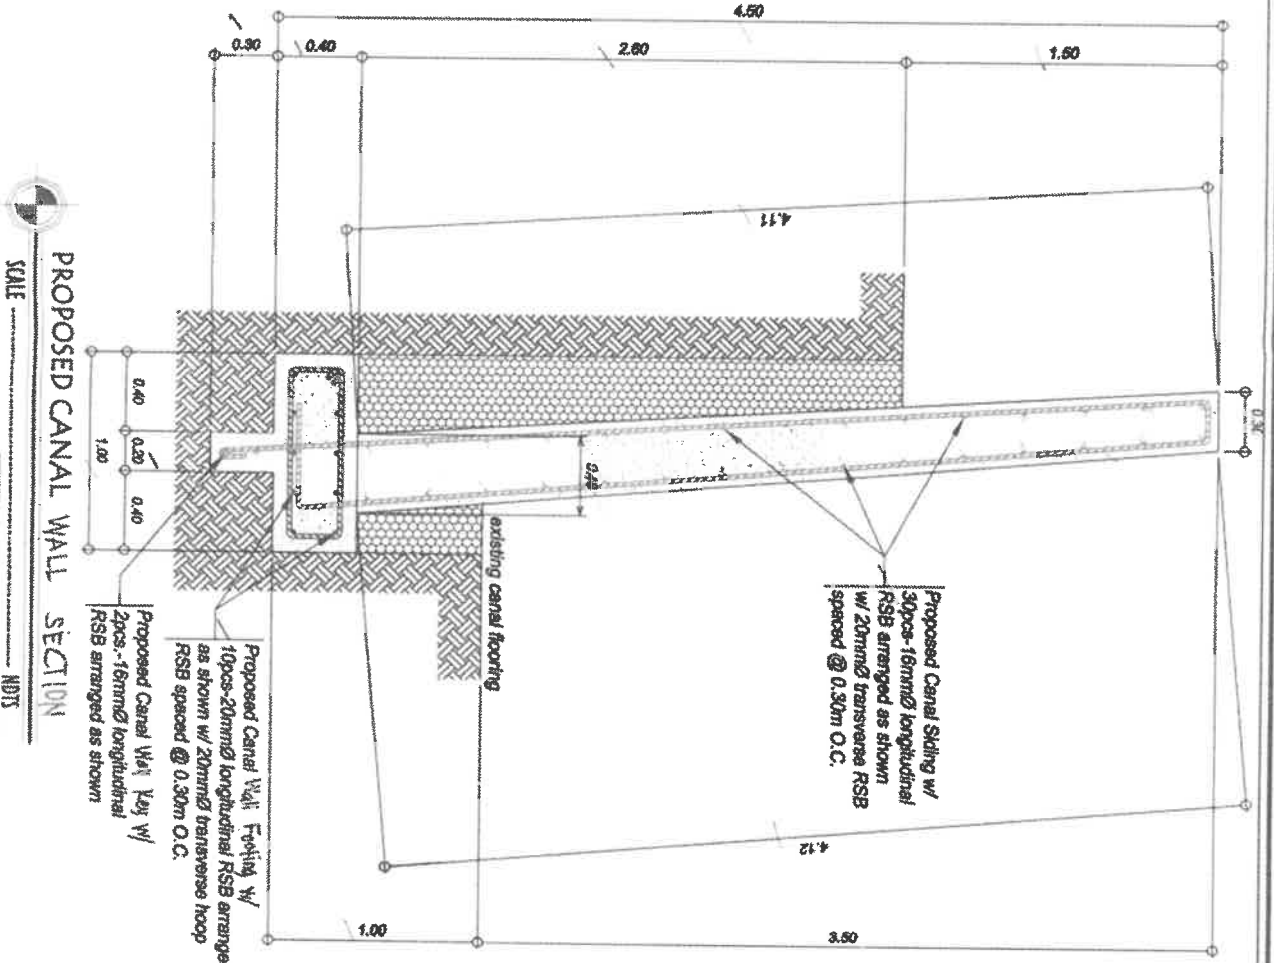 4.50
0.30
0.40
2.60
1.50
4.11
0.30
0.40
0.40
0.20
0.40
1.00
existing canal flooring
Proposed Canal Siding w/
30pcs-16mmØ longitudinal
RSB arranged as shown
w/ 20mmØ transverse RSB
spaced @ 0.30m O.C.
Proposed Canal Wall Footing w/
10pcs-20mmØ longitudinal RSB arrange
as shown w/ 20mmØ transverse hoop
RSB spaced @ 0.30m O.C.
Proposed Canal Wall Key w/
2pcs.-16mmØ longitudinal
RSB arranged as shown
4.12
1.00
3.50
PROPOSED CANAL WALL SECTION
SCALE NOTS